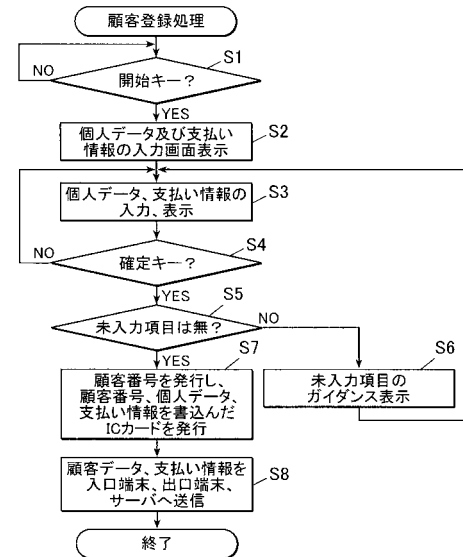 顧客登録処理
S1
NO
開始キー?
YES
S2
個人データ及び支払い
情報の入力画面表示
S3
個人データ、支払い情報の
入力、表示
S4
NO
確定キー?
YES
S5
未入力項目は無?
NO
YES
S7
S6
顧客番号を発行し、
顧客番号、個人データ、
支払い情報を書込んだ
ICカードを発行
未入力項目の
ガイダンス表示
S8
顧客データ、支払い情報を
入口端末、出口端末、
サーバへ送信
終了